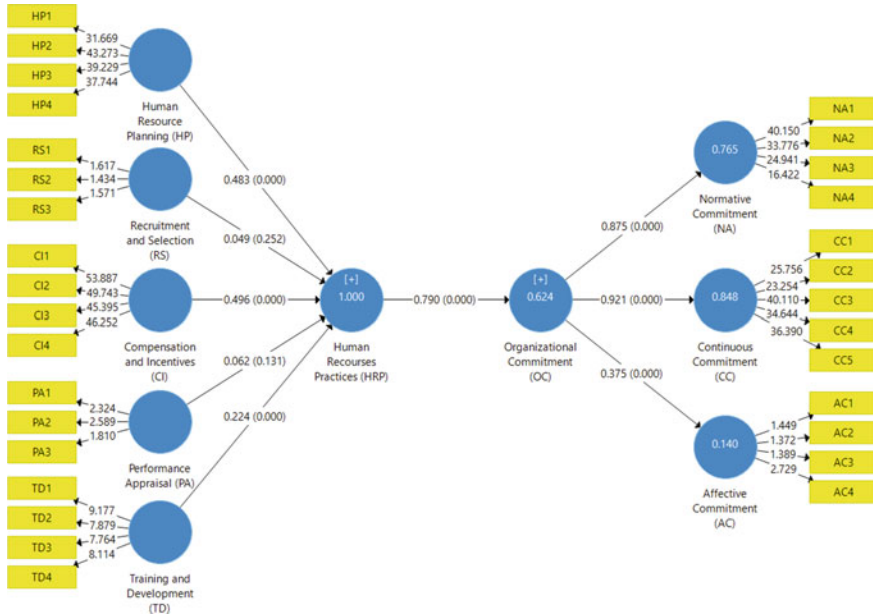 HP1
HP2
HP3
HP4
31.669
43.273
39.229
37.744
Human
Resource
Planning (HP)
RS1
RS2
RS3
1.617
1.434
1.571
Recruitment
and Selection
(RS)
CI1
CI2
CI3
CI4
53.887
49.743
45.395
46.252
Compensation
and Incentives
(CI)
PA1
PA2
PA3
2.324
2.589
1.810
Performance
Appraisal (PA)
TD1
TD2
TD3
TD4
9.177
7.879
7.764
8.114
Training and
Development
(TD)
0.483 (0.000)
0.049 (0.252)
0.496 (0.000)
0.062 (0.131)
0.224 (0.000)
[+]
1.000
Human
Recourses
Practices (HRP)
0.790 (0.000)
[+]
0.624
Organizational
Commitment
(OC)
0.875 (0.000)
0.921 (0.000)
0.375 (0.000)
0.765
Normative
Commitment
(NA)
40.150
33.776
24.941
16.422
NA1
NA2
NA3
NA4
0.848
Continuous
Commitment
(CC)
25.756
23.254
40.110
34.644
36.390
CC1
CC2
CC3
CC4
CC5
0.140
Affective
Commitment
(AC)
1.449
1.372
1.389
2.729
AC1
AC2
AC3
AC4